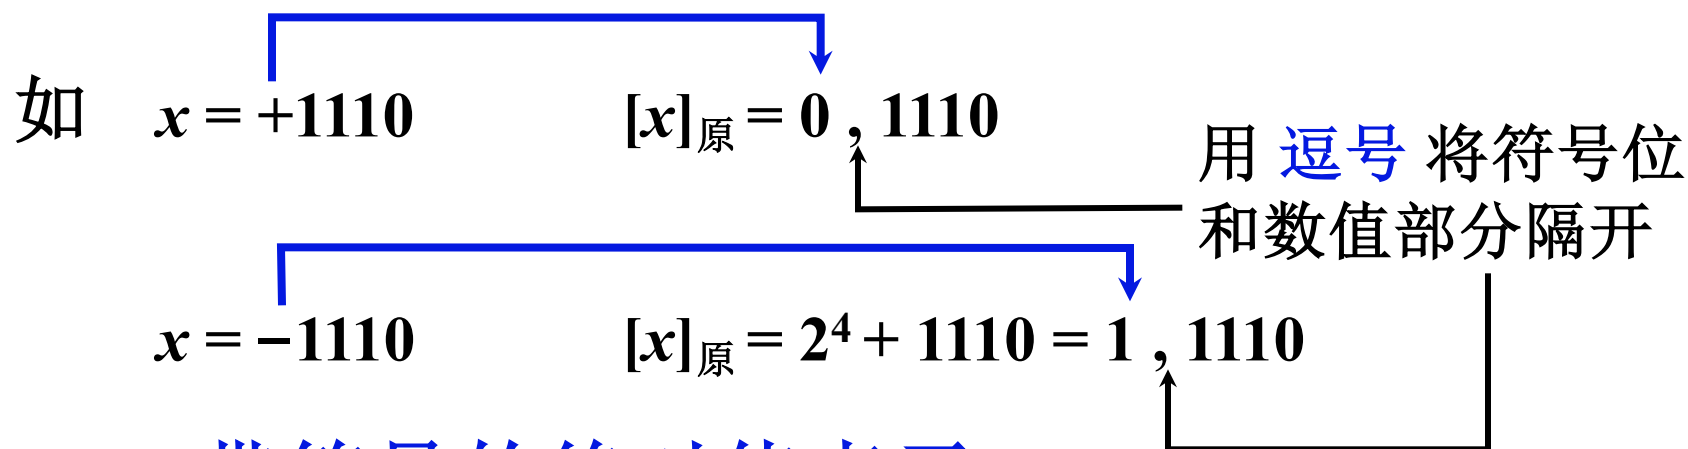 如 x = +1110 [x]原 = 0 , 1110
用 逗号 将符号位
和数值部分隔开
x = −1110 [x]原 = 2⁴ + 1110 = 1 , 1110